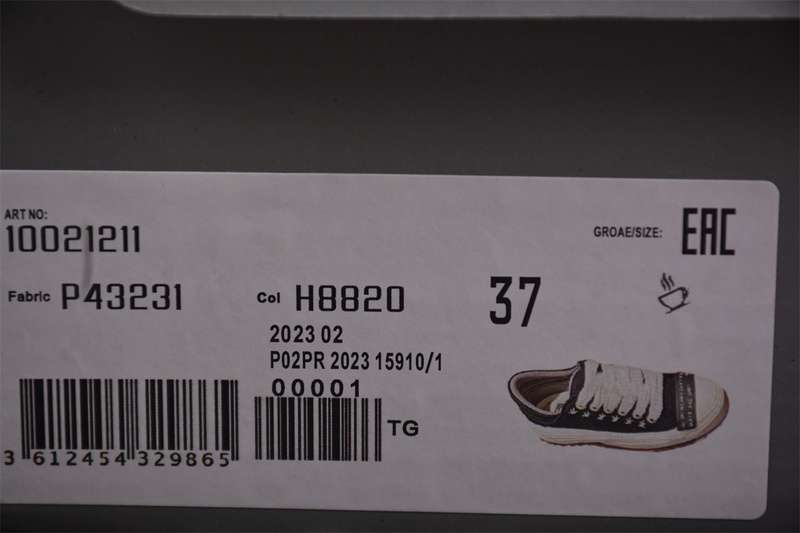 ART NO:
10021211
GROAE/SIZE:
EAC
Fabric P43231
Col H8820
37
2023 02
P02PR 2023 15910/1
00001
TG
3 612454 329865